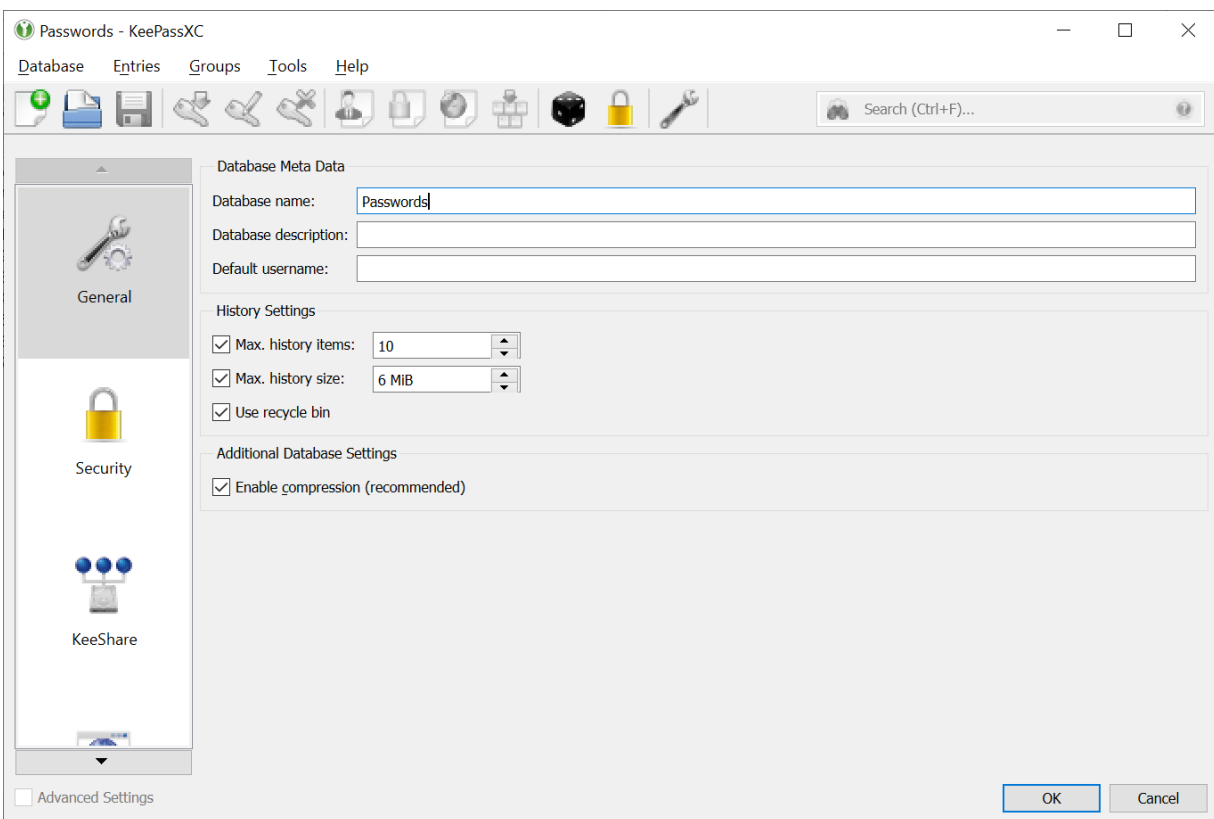 Passwords - KeePassXC
Database Entries Groups Tools Help
Search (Ctrl+F)...
Database Meta Data
Database name: Passwords
Database description:
Default username:
General
History Settings
Max. history items: 10
Max. history size: 6 MiB
Use recycle bin
Additional Database Settings
Security
Enable compression (recommended)
KeeShare
Advanced Settings
OK Cancel